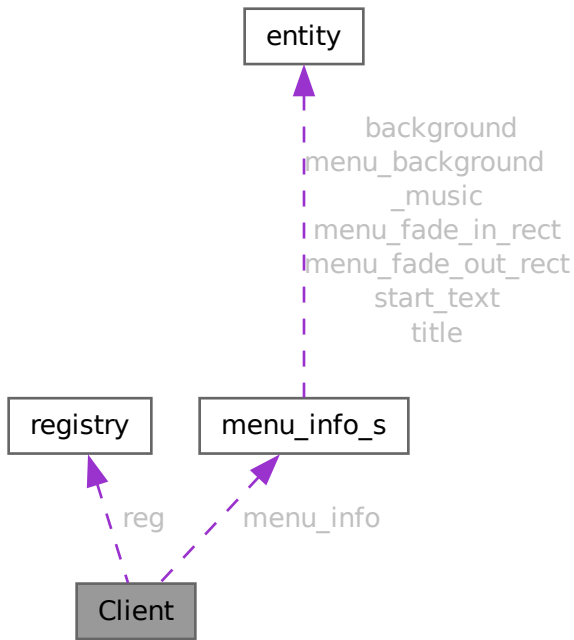 entity
background
menu_background
_music
menu_fade_in_rect
menu_fade_out_rect
start_text
title
registry
menu_info_s
reg
menu_info
Client